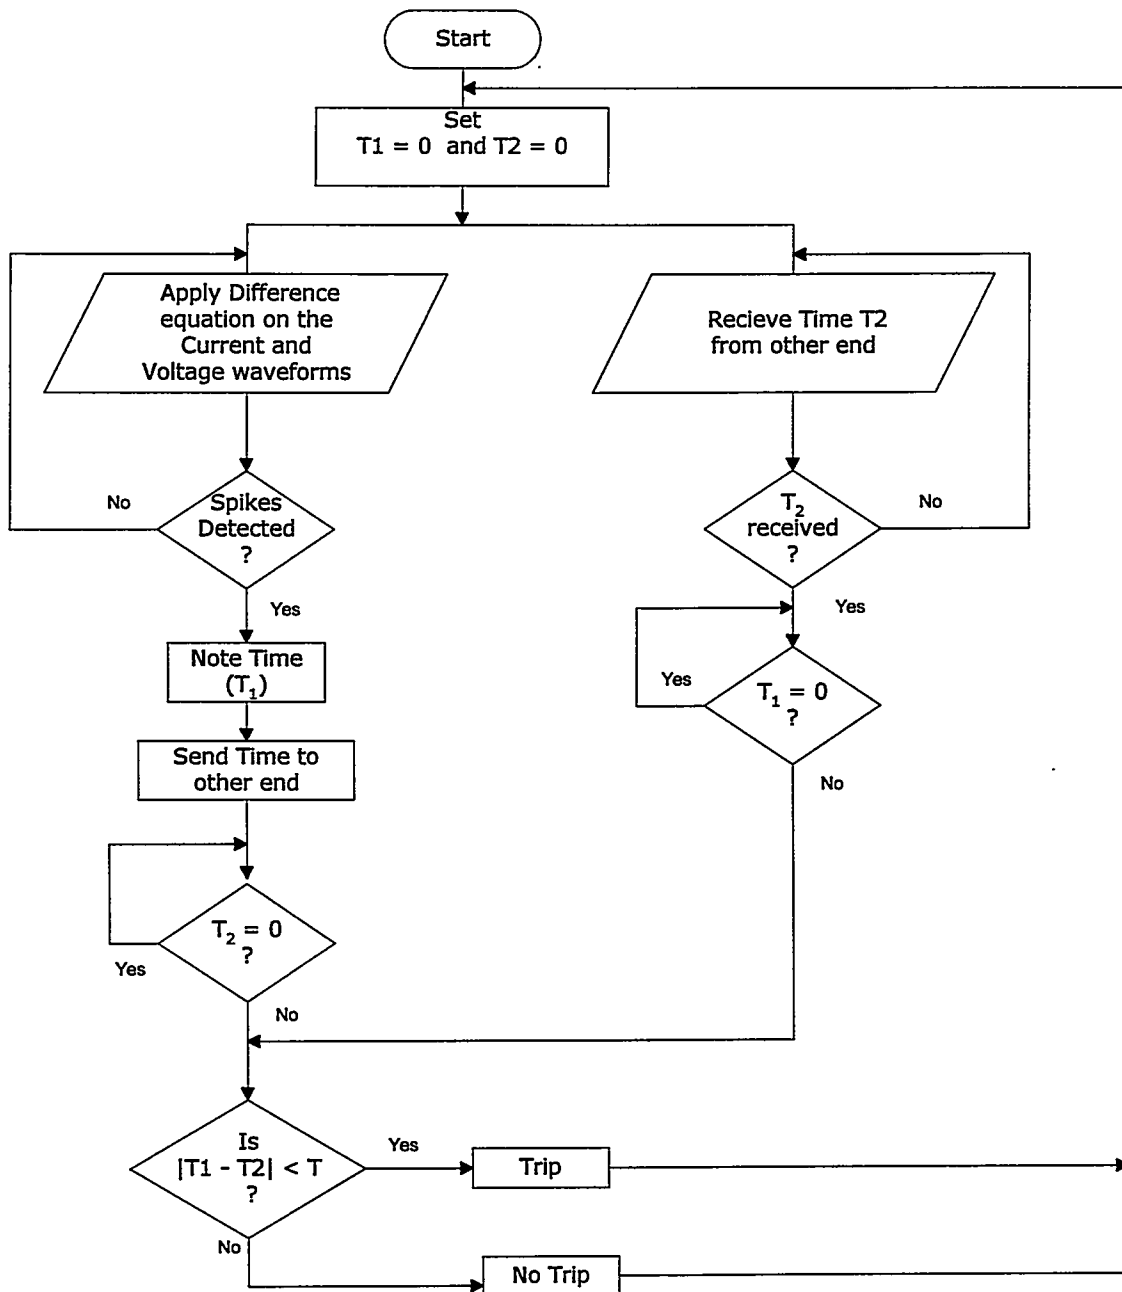 Start
Set
T1 = 0 and T2 = 0
Apply Difference
equation on the
Current and
Voltage waveforms
Recieve Time T2
from other end
No
Spikes
Detected
?
T2
received
?
No
Yes
Yes
Note Time
(T1)
Yes
T1 = 0
?
Send Time to
other end
No
T2 = 0
?
Yes
No
Is
|T1 - T2| < T
?
Yes
Trip
No
No Trip